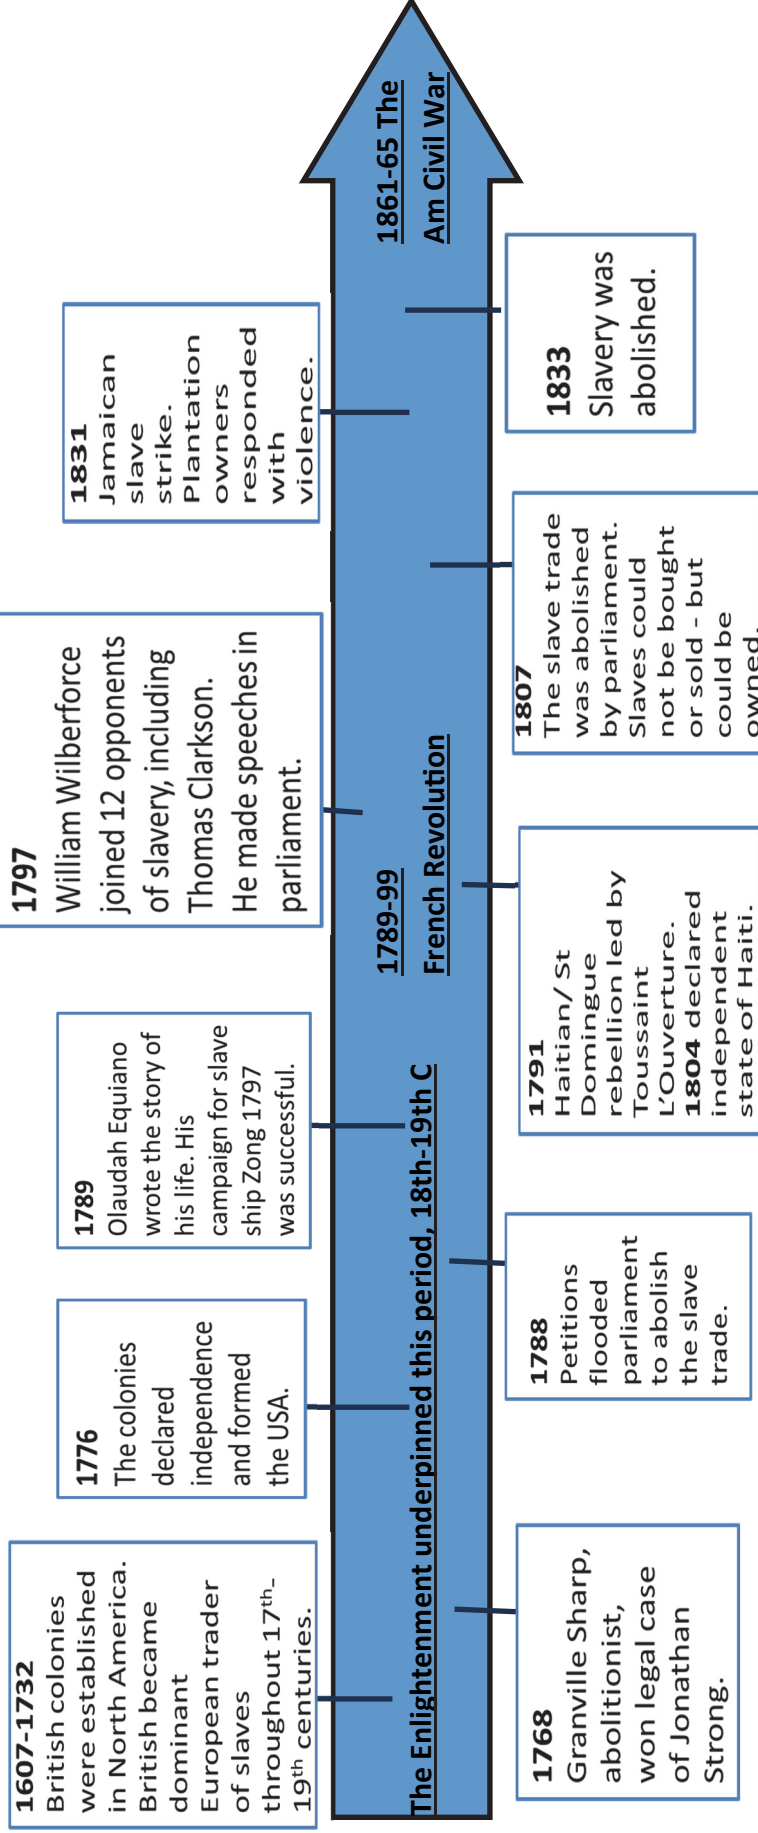 1607-1732
British colonies
were established
in North America.
British became
dominant
European trader
of slaves
throughout 17th-
19th centuries.
1776
The colonies
declared
independence
and formed
the USA.
1789
Olaudah Equiano
wrote the story of
his life. His
campaign for slave
ship Zong 1797
was successful.
1797
William Wilberforce
joined 12 opponents
of slavery, including
Thomas Clarkson.
He made speeches in
parliament.
1831
Jamaican
slave
strike.
Plantation
owners
responded
with
violence.
The Enlightenment underpinned this period, 18th-19th C
1789-99
French Revolution
1861-65 The
Am Civil War
1768
Granville Sharp,
abolitionist,
won legal case
of Jonathan
Strong.
1788
Petitions
flooded
parliament
to abolish
the slave
trade.
1791
Haitian/ St
Domingue
rebellion led by
Toussaint
L’Ouverture.
1804 declared
independent
state of Haiti.
1807
The slave trade
was abolished
by parliament.
Slaves could
not be bought
or sold - but
could be
owned.
1833
Slavery was
abolished.